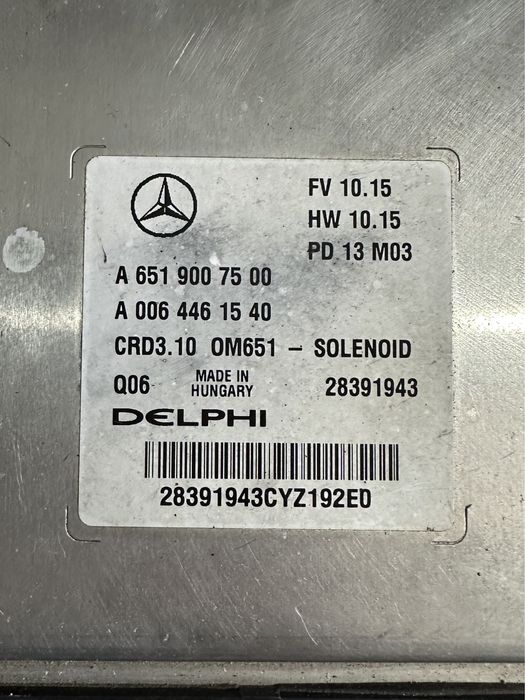 FV 10.15
HW 10.15
PD 13 M03
A 651 900 75 00
A 006 446 15 40
CRD3.10 OM651 – SOLENOID
Q06 MADE IN HUNGARY 28391943
DELPHI
28391943CYZ192E0